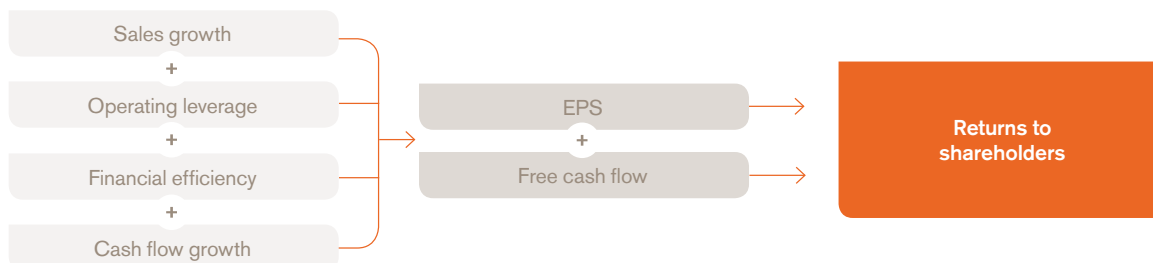 Sales growth
+
Operating leverage
+
Financial efficiency
+
Cash flow growth
EPS
+
Free cash flow
Returns to
shareholders